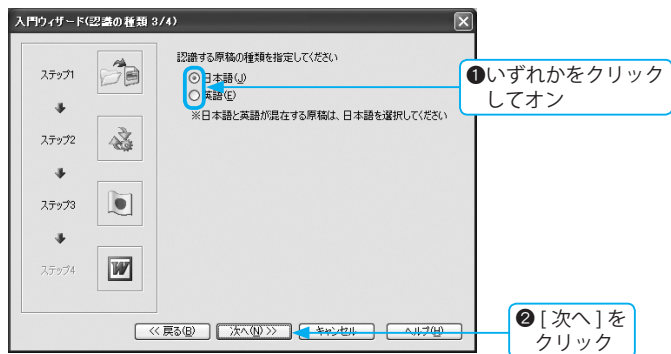 入門ウィザード(認識の種類 3/4)
認識する原稿の種類を指定してください
日本語(J)
英語(E)
※日本語と英語が混在する原稿は、日本語を選択してください
ステップ1
ステップ2
ステップ3
ステップ4
<< 戻る(B)
次へ(N) >>
キャンセル
ヘルプ(H)
❶いずれかをクリック
してオン
❷ [ 次へ ] を
クリック